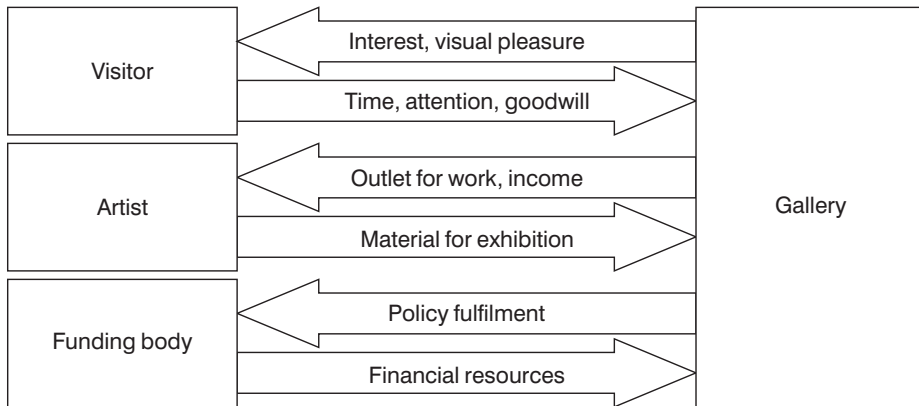 Visitor
Interest, visual pleasure
Time, attention, goodwill
Artist
Outlet for work, income
Material for exhibition
Gallery
Funding body
Policy fulfilment
Financial resources